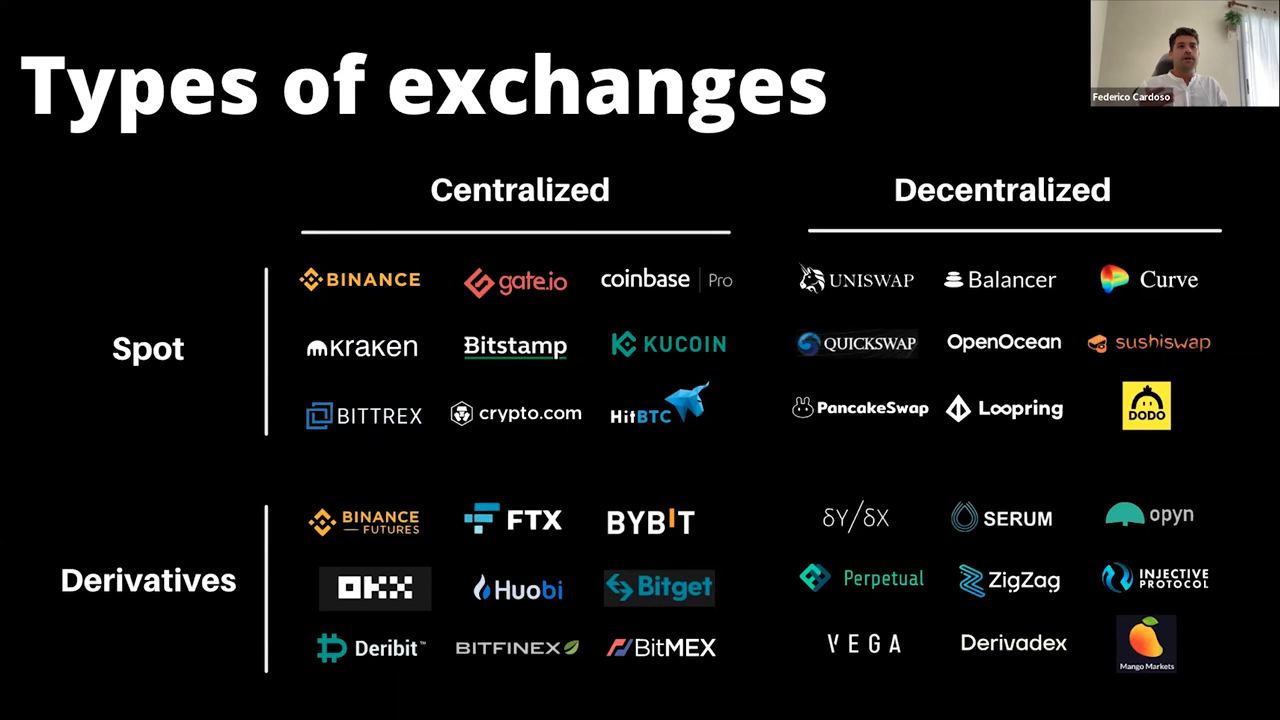 Types of exchanges
Federico Cardoso
Centralized
Decentralized
Spot
BINANCE
gate.io
coinbase Pro
UNISWAP
Balancer
Curve
kraken
Bitstamp
KUCOIN
QUICKSWAP
OpenOcean
sushiswap
BITTREX
crypto.com
HitBTC
PancakeSwap
Loopring
DODO
Derivatives
BINANCE
FUTURES
FTX
BYBIT
δY/δX
SERUM
opyn
OKX
Huobi
Bitget
Perpetual
ZigZag
INJECTIVE
PROTOCOL
Deribit™
BITFINEX
BitMEX
VEGA
Derivadex
Mango Markets